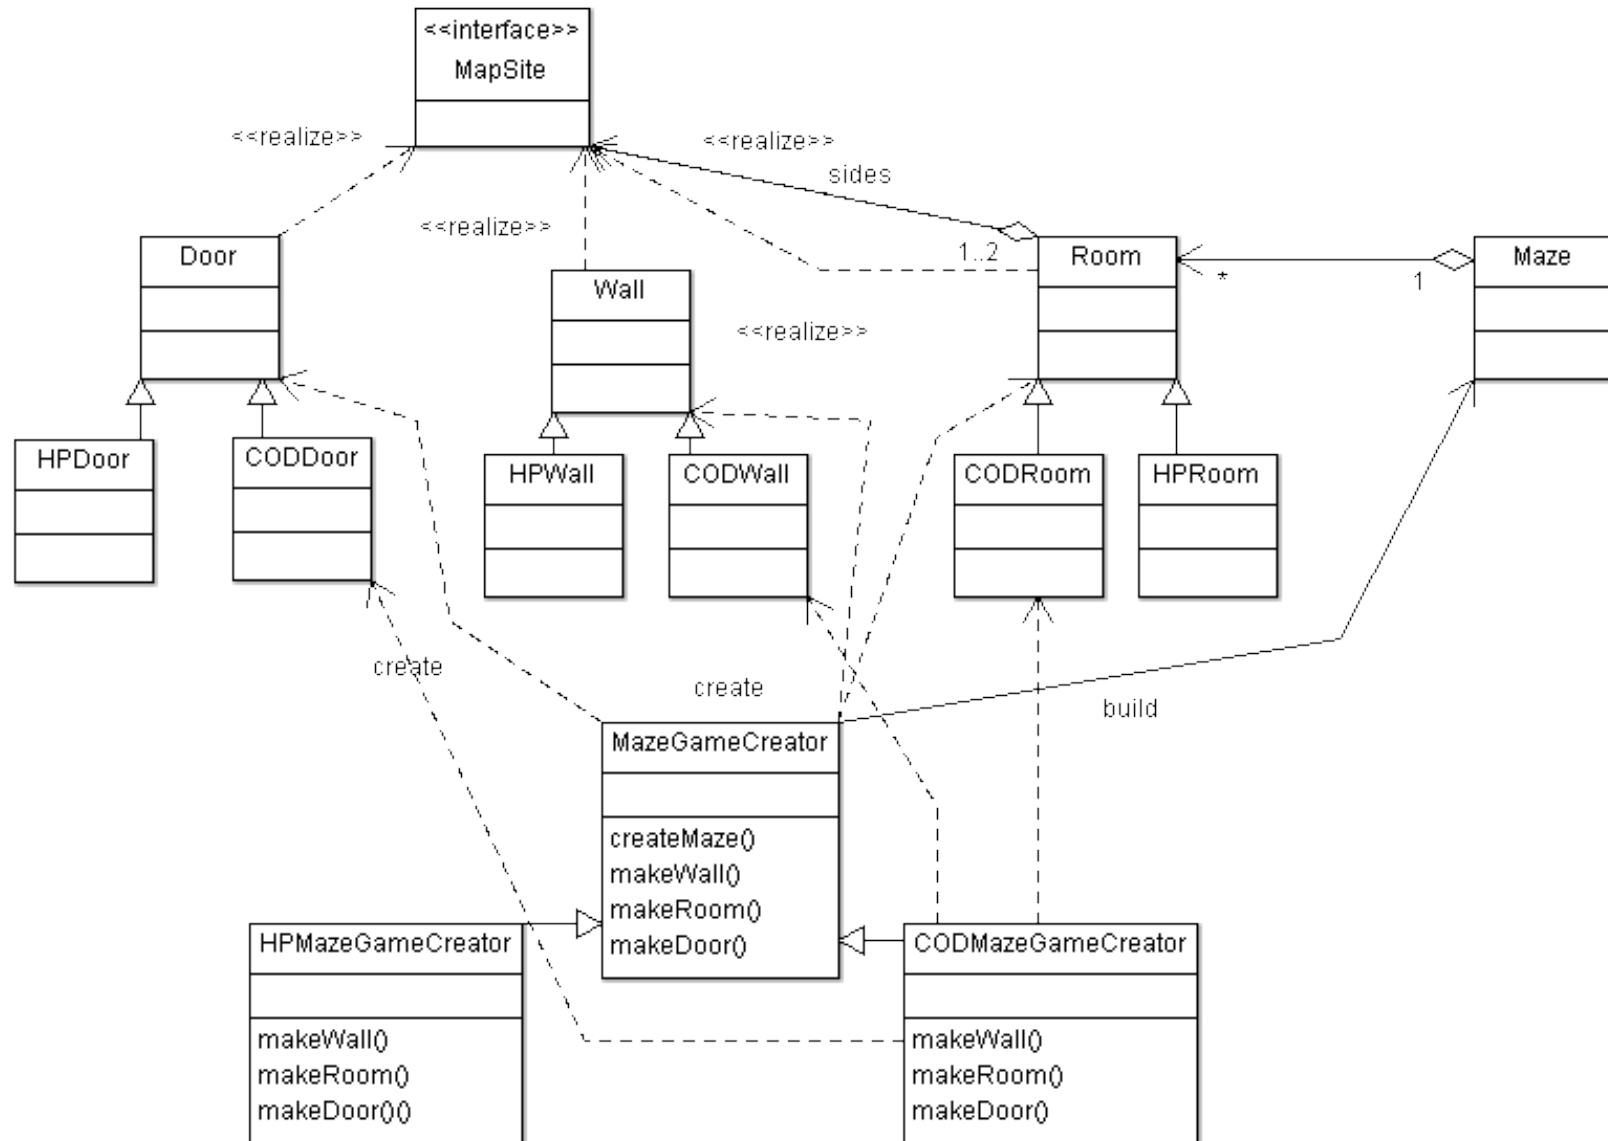 <<interface>>
MapSite
<<realize>>
<<realize>>
sides
<<realize>>
1..2
Door
Room
Maze
*
1
Wall
<<realize>>
HPDoor
CODDoor
HPWall
CODWall
CODRoom
HPRoom
create
create
build
MazeGameCreator
createMaze()
makeWall()
makeRoom()
makeDoor()
HPMazeGameCreator
makeWall()
makeRoom()
makeDoor()()
CODMazeGameCreator
makeWall()
makeRoom()
makeDoor()